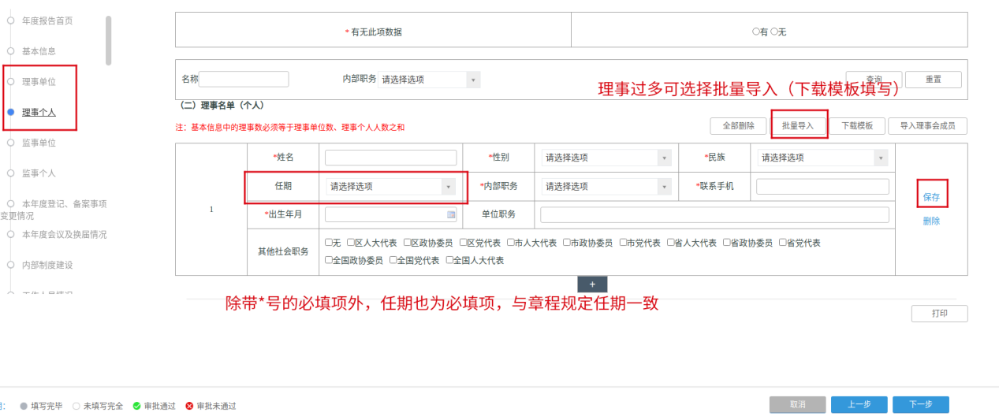 年度报告首页
基本信息
理事单位
理事个人
监事单位
监事个人
本年度登记、备案事项
变更情况
本年度会议及换届情况
内部制度建设
* 有无此项数据
有 无
名称 内部职务 请选择选项 查询 重置
理事过多可选择批量导入（下载模板填写）
（二）理事名单（个人）
注: 基本信息中的理事数必须等于理事单位数、理事个人人数之和
全部删除 批量导入 下载模板 导入理事会成员
*姓名 *性别 请选择选项 *民族 请选择选项
任期 请选择选项 *内部职务 请选择选项 *联系手机
1 *出生年月 单位职务
保存
删除
其他社会职务
无 区人大代表 区政协委员 区党代表 市人大代表 市政协委员 市党代表 省人大代表 省政协委员 省党代表
全国政协委员 全国党代表 全国人大代表
+
除带*号的必填项外，任期也为必填项，与章程规定任期一致
打印
填写完毕 未填写完全 审批通过 审批未通过
取消 上一步 下一步